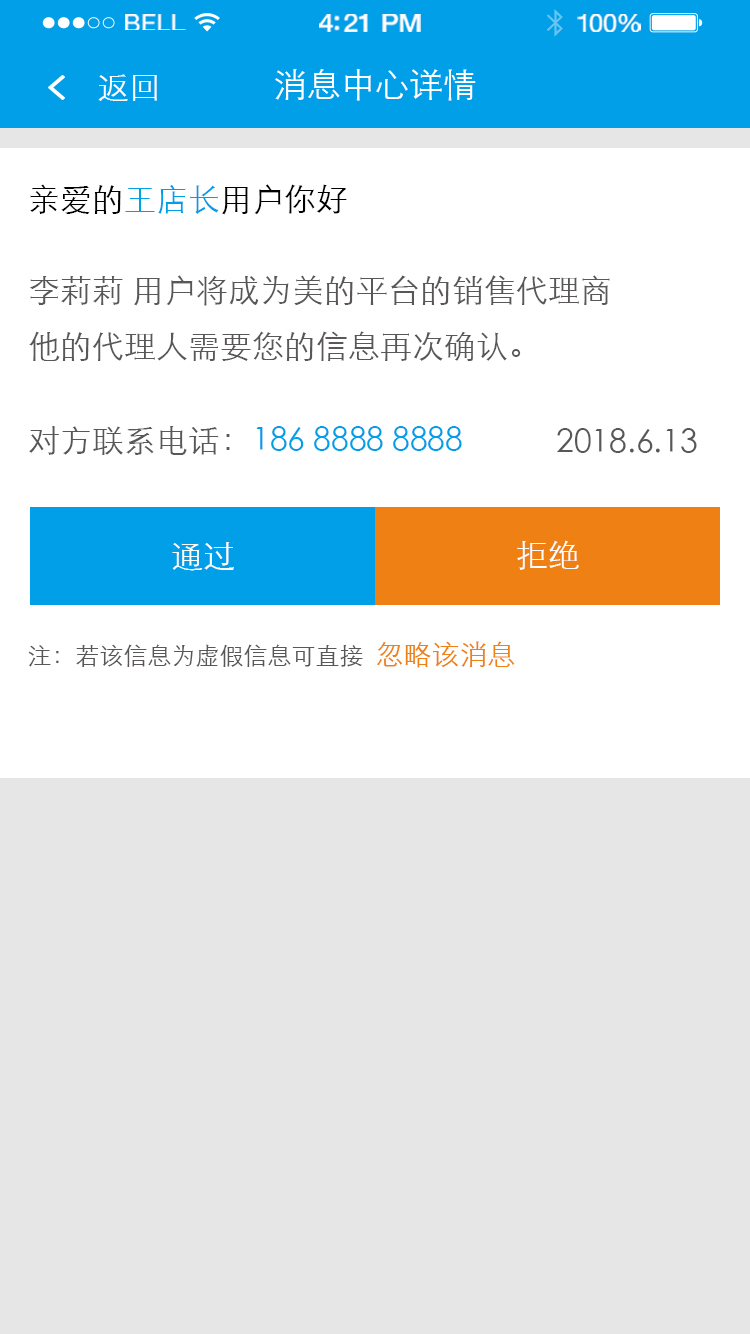 BELL 4:21 PM 100%
返回 消息中心详情
亲爱的王店长用户你好
李莉莉 用户将成为美的平台的销售代理商
他的代理人需要您的信息再次确认。
对方联系电话：186 8888 8888 2018.6.13
通过 拒绝
注：若该信息为虚假信息可直接 忽略该消息